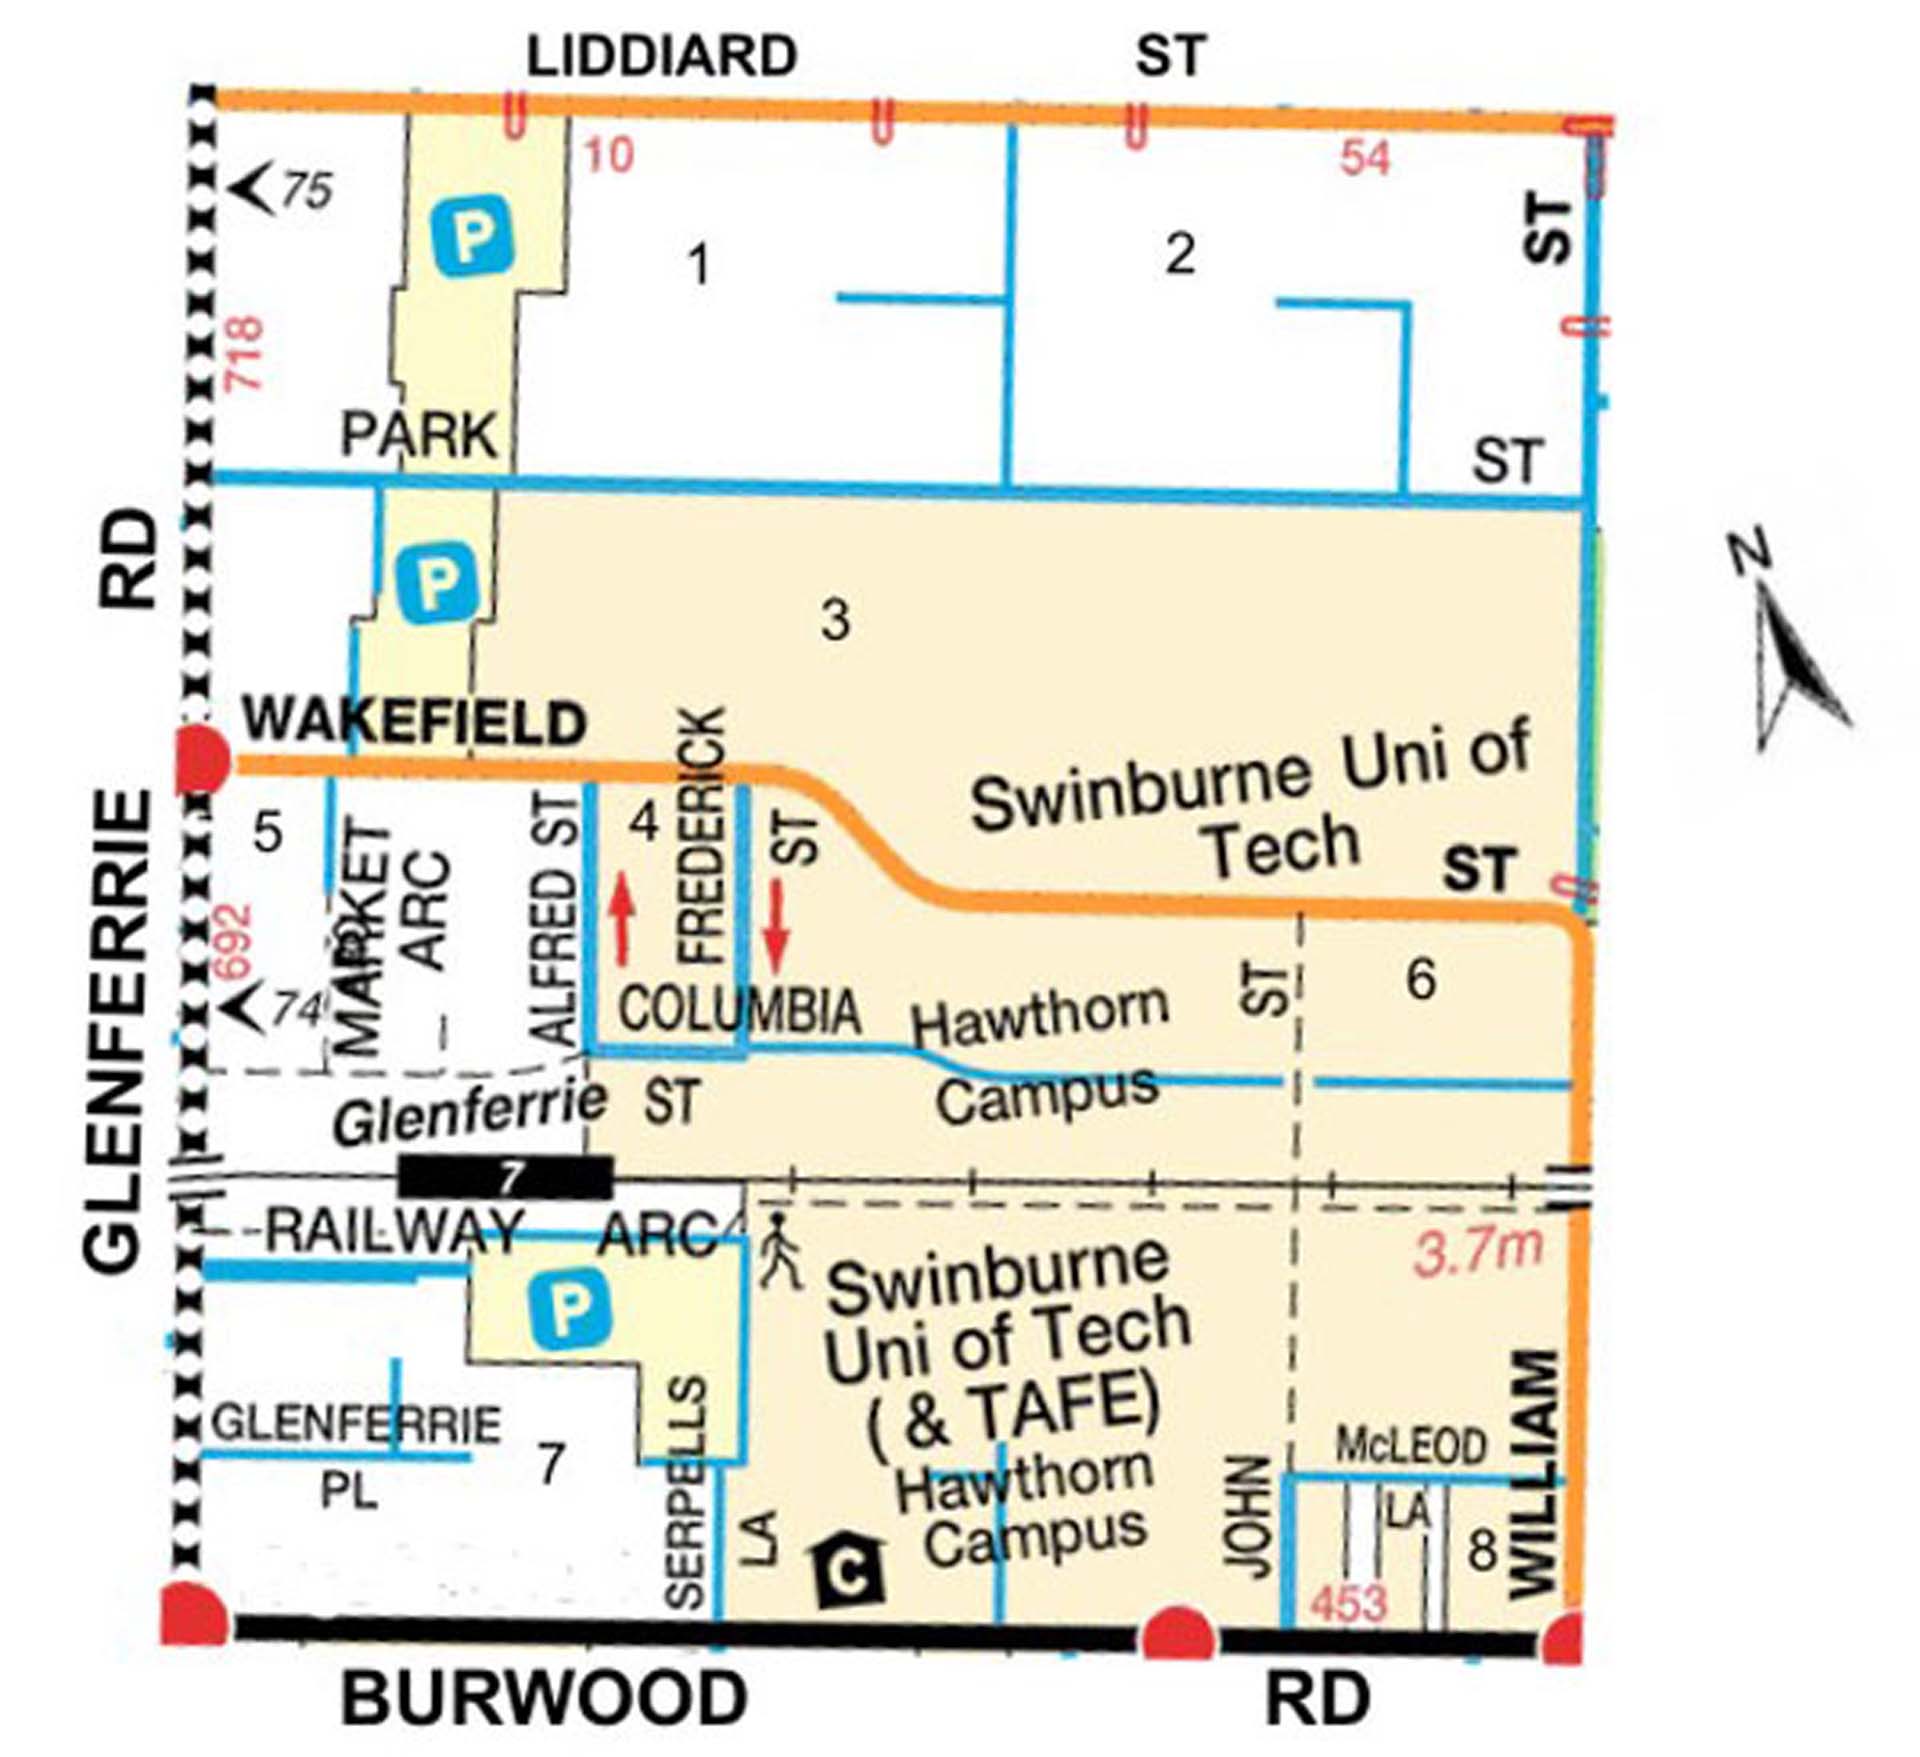 LIDDIARD ST
10
54
75
P
1
2
ST
718
PARK
ST
RD
P
3
N
WAKEFIELD
FREDERICK
ST
Swinburne Uni of
Tech
ST
5
4
MARKET
ARC
ALFRED ST
692
74
COLUMBIA
ST
Hawthorn
Campus
ST
6
GLENFERRIE
Glenferrie
7
RAILWAY ARC
3.7m
P
Swinburne
Uni of Tech
( & TAFE)
Hawthorn
Campus
GLENFERRIE
PL
7
SERPELLS
LA
C
JOHN
McLEOD
LA
8
WILLIAM
453
BURWOOD RD